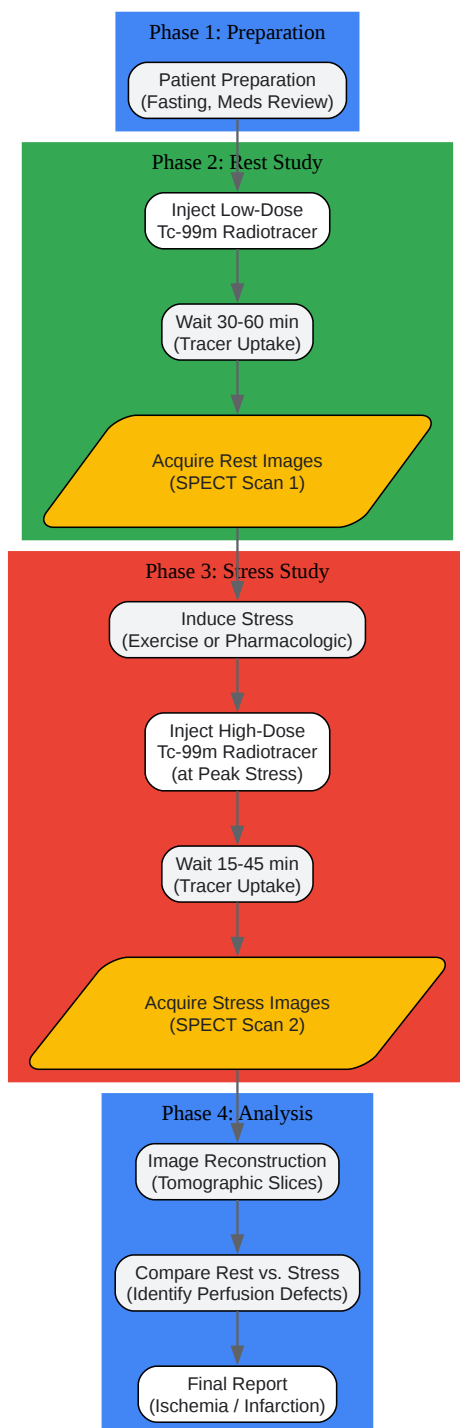 Phase 1: Preparation
Patient Preparation
(Fasting, Meds Review)
Phase 2: Rest Study
Inject Low-Dose
Tc-99m Radiotracer
Wait 30-60 min
(Tracer Uptake)
Acquire Rest Images
(SPECT Scan 1)
Phase 3: Stress Study
Induce Stress
(Exercise or Pharmacologic)
Inject High-Dose
Tc-99m Radiotracer
(at Peak Stress)
Wait 15-45 min
(Tracer Uptake)
Acquire Stress Images
(SPECT Scan 2)
Phase 4: Analysis
Image Reconstruction
(Tomographic Slices)
Compare Rest vs. Stress
(Identify Perfusion Defects)
Final Report
(Ischemia / Infarction)